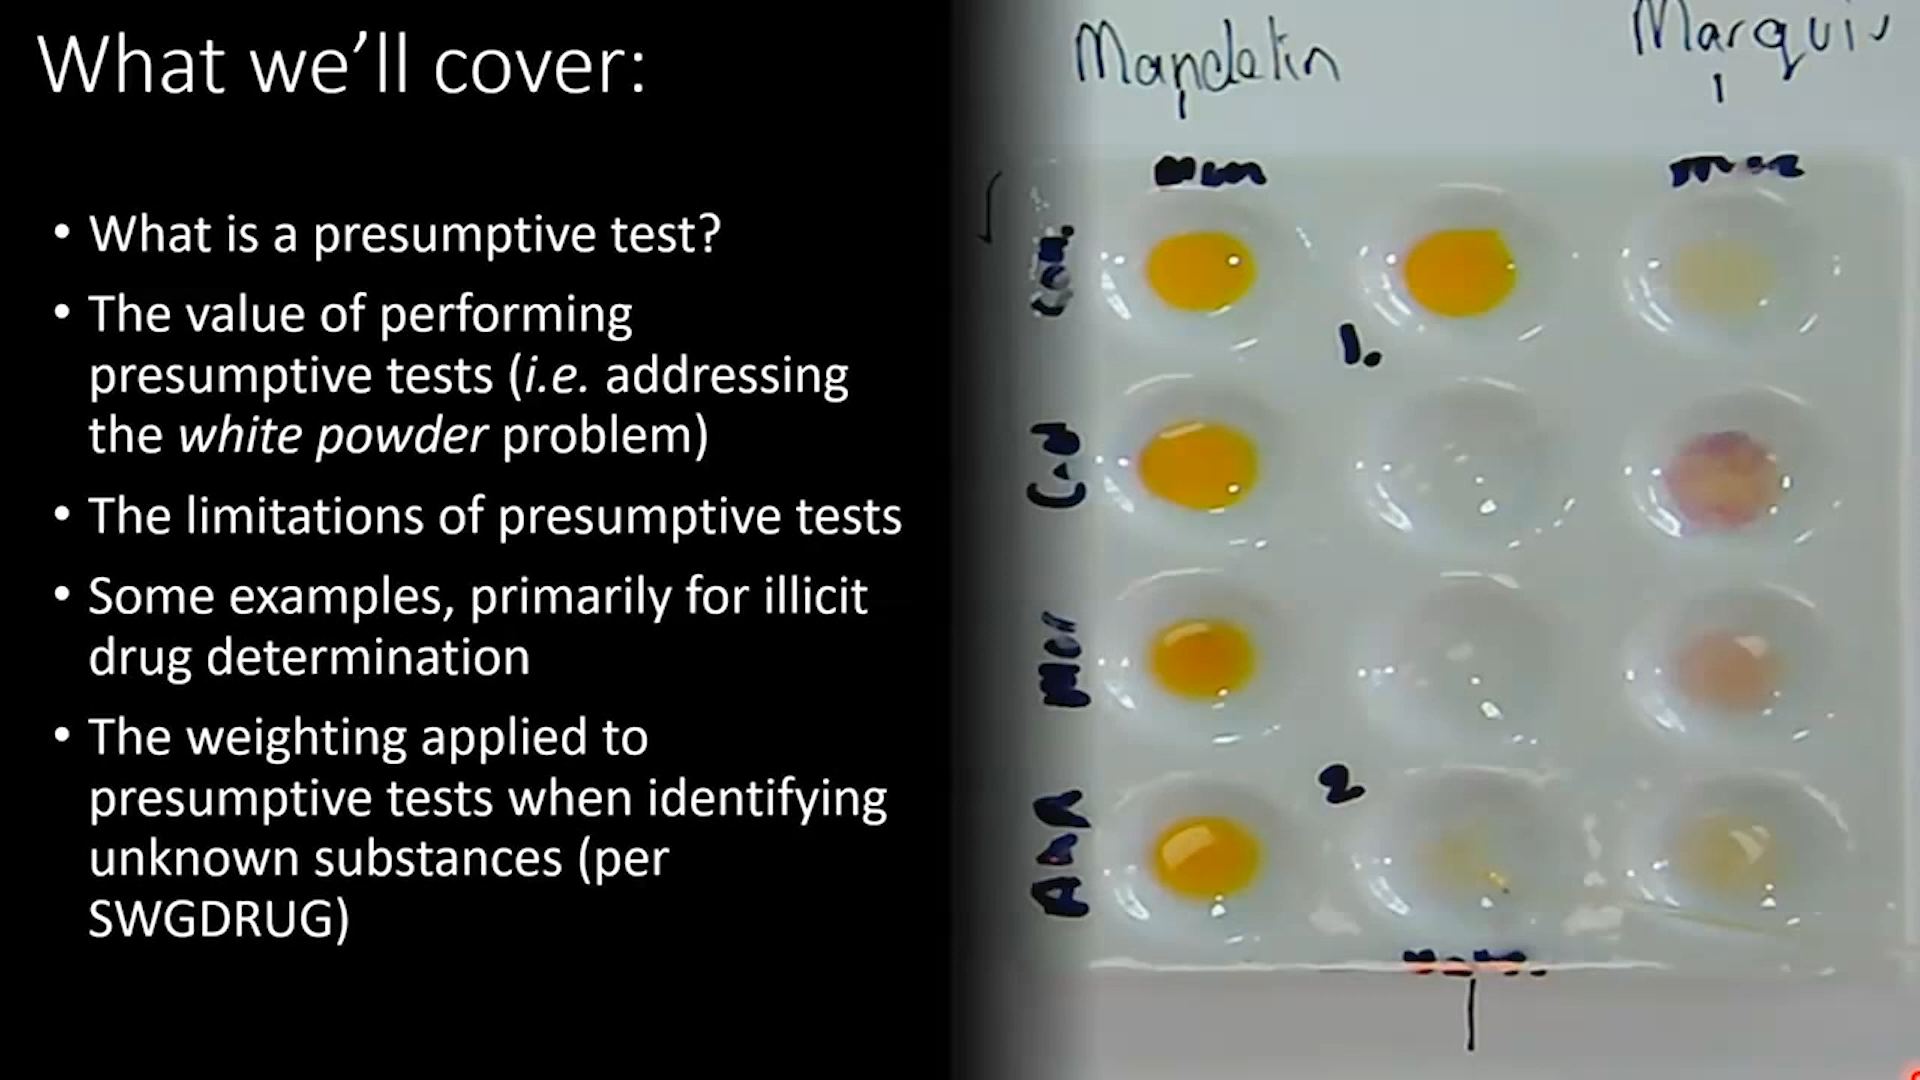 What we'll cover:
• What is a presumptive test?
• The value of performing
presumptive tests (i.e. addressing
the white powder problem)
• The limitations of presumptive tests
• Some examples, primarily for illicit
drug determination
• The weighting applied to
presumptive tests when identifying
unknown substances (per
SWGDRUG)
Mandelin
Marquis
1.
2